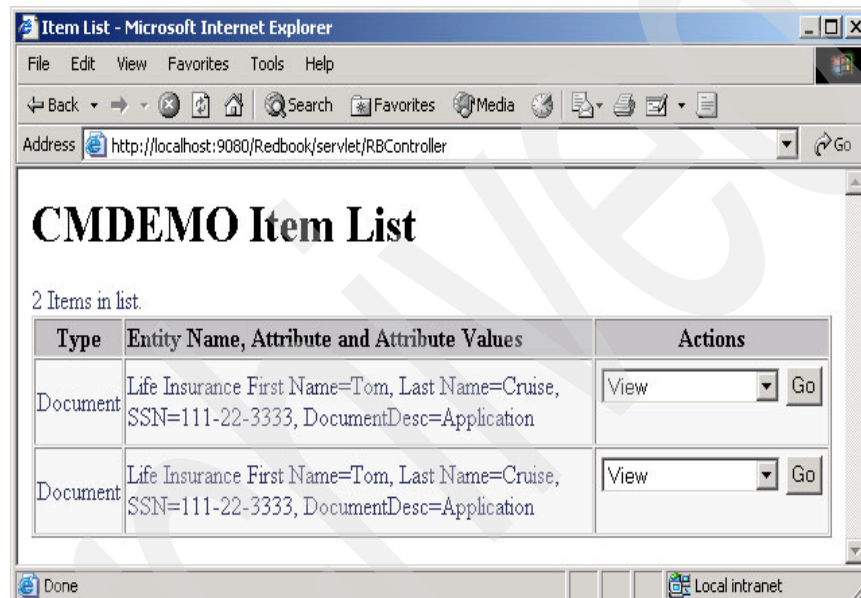 Item List - Microsoft Internet Explorer
File Edit View Favorites Tools Help
Back Search Favorites Media
Address http://localhost:9080/Redbook/servlet/RBController Go
CMDEMO Item List
2 Items in list.
Type Entity Name, Attribute and Attribute Values Actions
Document Life Insurance First Name=Tom, Last Name=Cruise, View Go
SSN=111-22-3333, DocumentDesc=Application
Document Life Insurance First Name=Tom, Last Name=Cruise, View Go
SSN=111-22-3333, DocumentDesc=Application
Done Local intranet